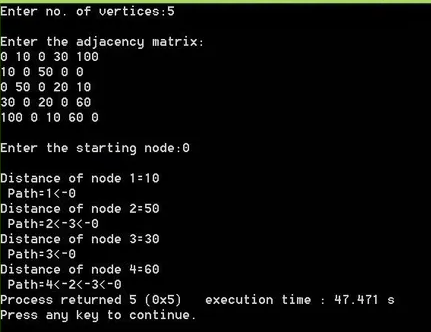 Enter no. of vertices:5
Enter the adjacency matrix:
0 10 0 30 100
10 0 50 0 0
0 50 0 20 10
30 0 20 0 60
100 0 10 60 0
Enter the starting node:0
Distance of node 1=10
Path=1<-0
Distance of node 2=50
Path=2<-3<-0
Distance of node 3=30
Path=3<-0
Distance of node 4=60
Path=4<-2<-3<-0
Process returned 5 (0x5)   execution time : 47.471 s
Press any key to continue.